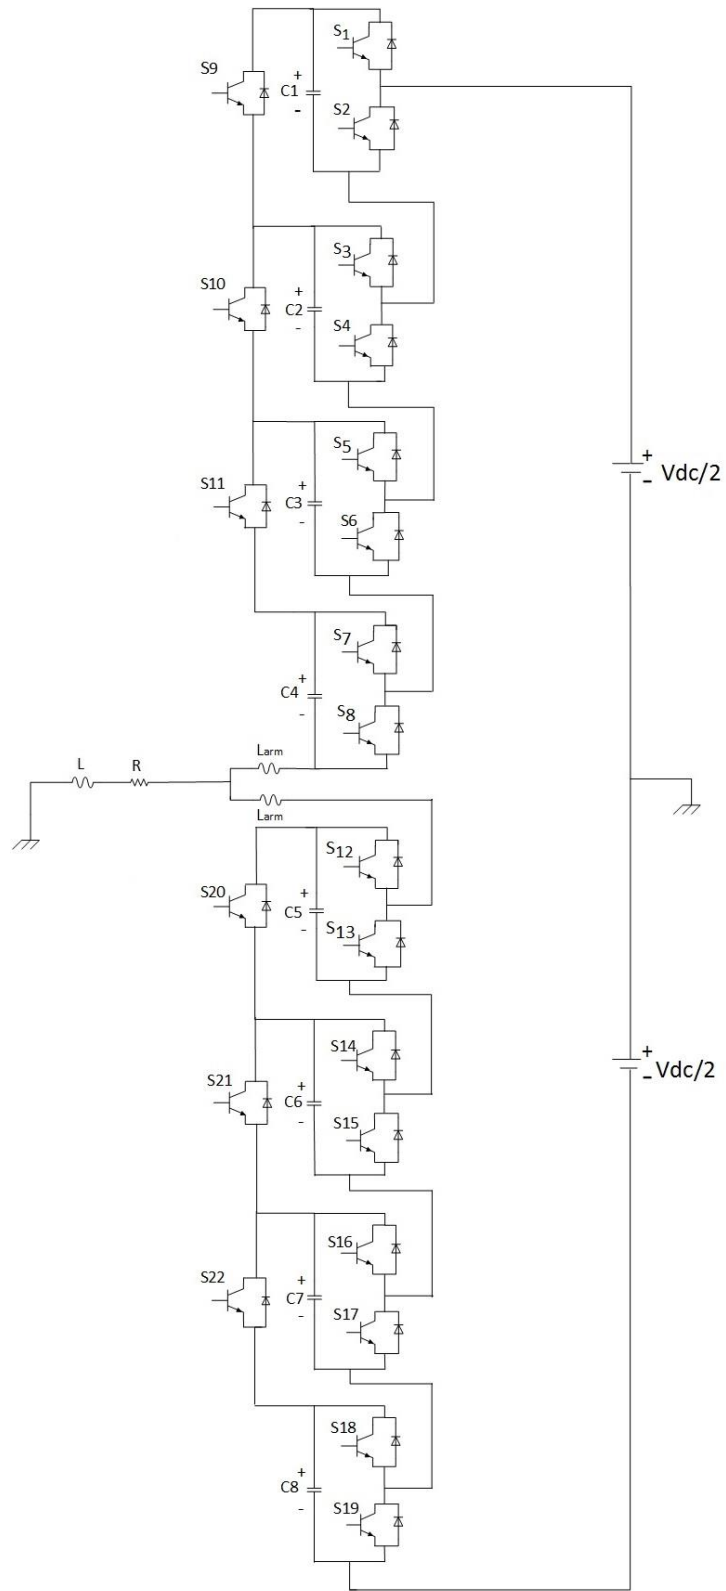 S1
S9
+
C1
-
S2
S3
S10
+
C2
-
S4
S5
S11
+
C3
-
S6
S7
+
C4
-
S8
+
- Vdc/2
L
R
Larm
Larm
S12
S20
+
C5
-
S13
S14
S21
+
C6
-
S15
+
- Vdc/2
S16
S22
+
C7
-
S17
S18
+
C8
-
S19